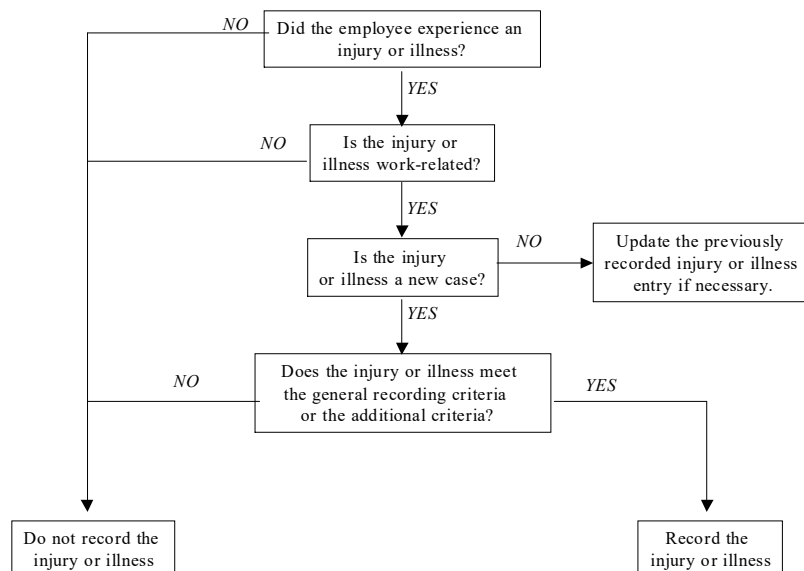 NO
Did the employee experience an
injury or illness?
YES
NO
Is the injury or
illness work-related?
YES
Is the injury
or illness a new case?
NO
Update the previously
recorded injury or illness
entry if necessary.
YES
NO
Does the injury or illness meet
the general recording criteria
or the additional criteria?
YES
Do not record the
injury or illness
Record the
injury or illness